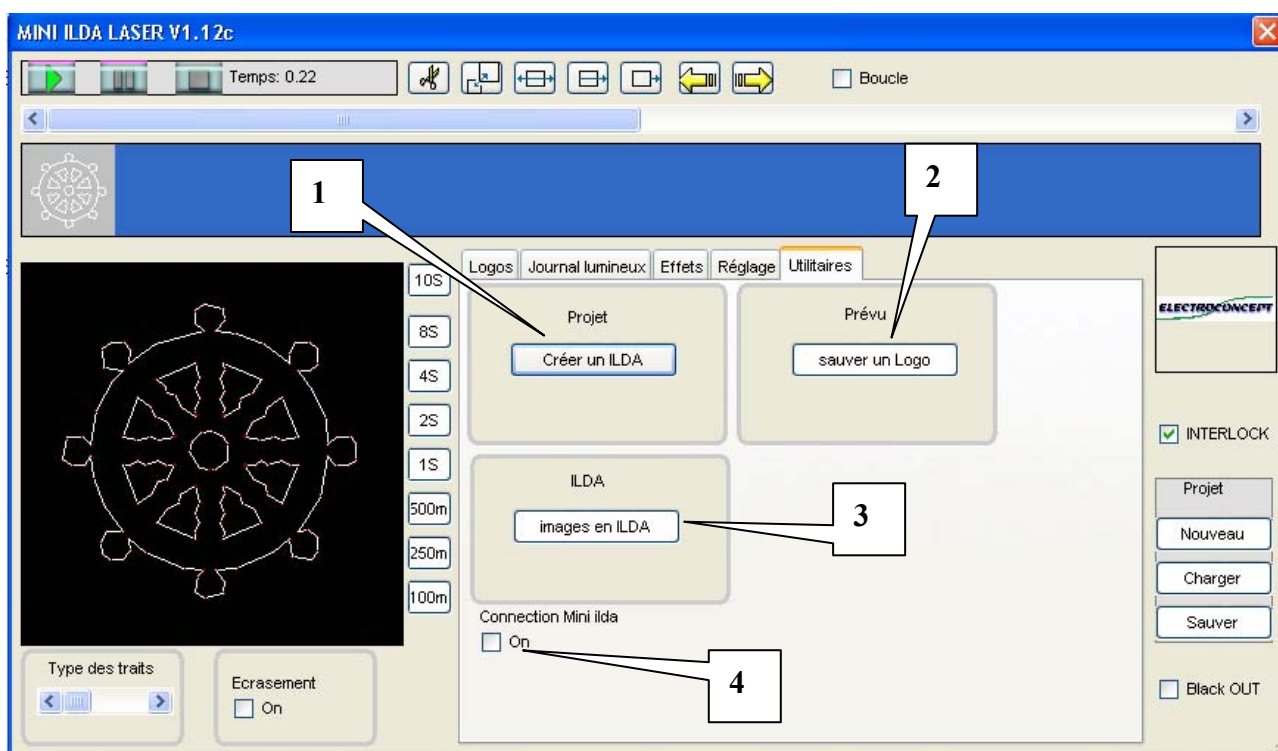 MINI ILDA LASER V1.12c
Temps: 0.22
Boucle
1
2
Logos Journal lumineux Effets Réglage Utilitaires
10S
8S
4S
2S
1S
500m
250m
100m
Projet
Créer un ILDA
Prévu
sauver un Logo
ILDA
images en ILDA
3
Connection Mini ilda
On
4
ELECTROCONCEPT
INTERLOCK
Projet
Nouveau
Charger
Sauver
Black OUT
Type des traits
Ecrasement
On